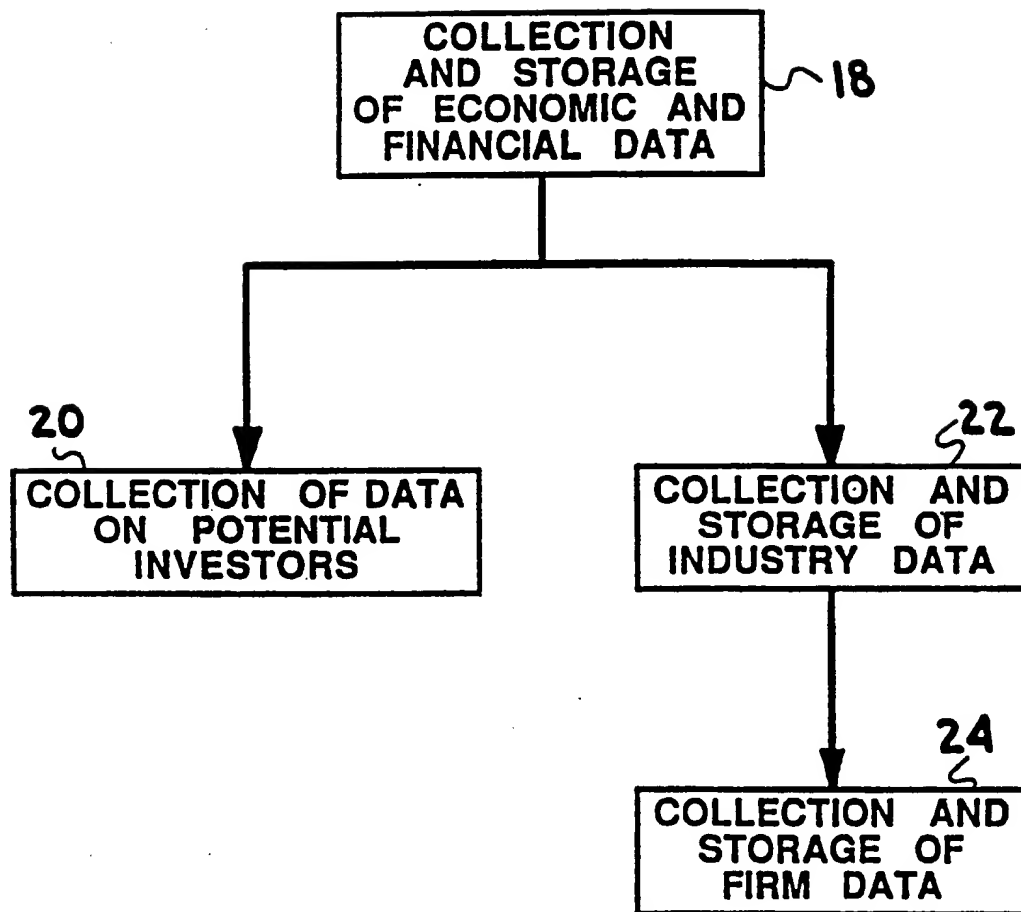 COLLECTION
AND STORAGE
OF ECONOMIC AND
FINANCIAL DATA
18
20
COLLECTION OF DATA
ON POTENTIAL
INVESTORS
22
COLLECTION AND
STORAGE OF
INDUSTRY DATA
24
COLLECTION AND
STORAGE OF
FIRM DATA